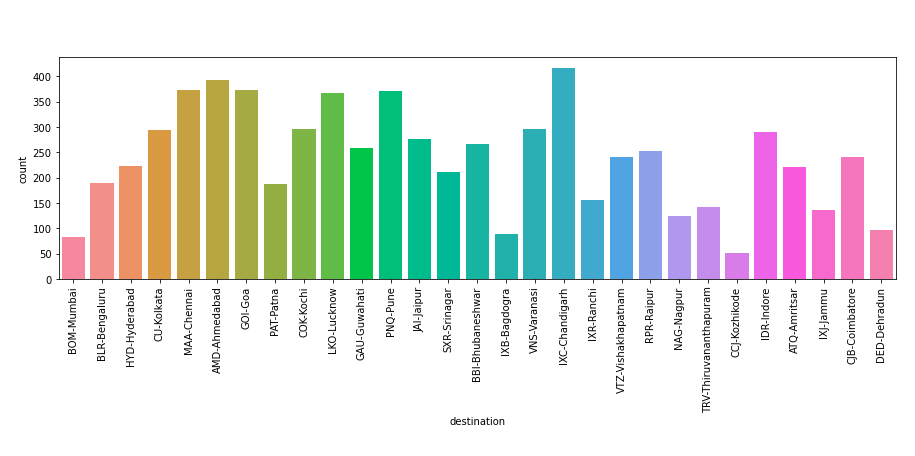 400
350
300
250
200
150
100
50
0
count
BOM-Mumbai
BLR-Bengaluru
HYD-Hyderabad
CU-Kolkata
MAA-Chennai
AMD-Ahmedabad
GOI-Goa
PAT-Patna
COK-Kochi
LKO-Lucknow
GAU-Guwahati
PNQ-Pune
JAI-Jaipur
SXR-Srinagar
BBI-Bhubaneshwar
IXB-Bagdogra
VNS-Varanasi
IXC-Chandigarh
IXR-Ranchi
VTZ-Vishakhapatnam
RPR-Raipur
NAG-Nagpur
TRV-Thiruvananthapuram
CCJ-Kozhikode
IDR-Indore
ATQ-Amritsar
IXJ-Jammu
CJB-Coimbatore
DED-Dehradun
destination